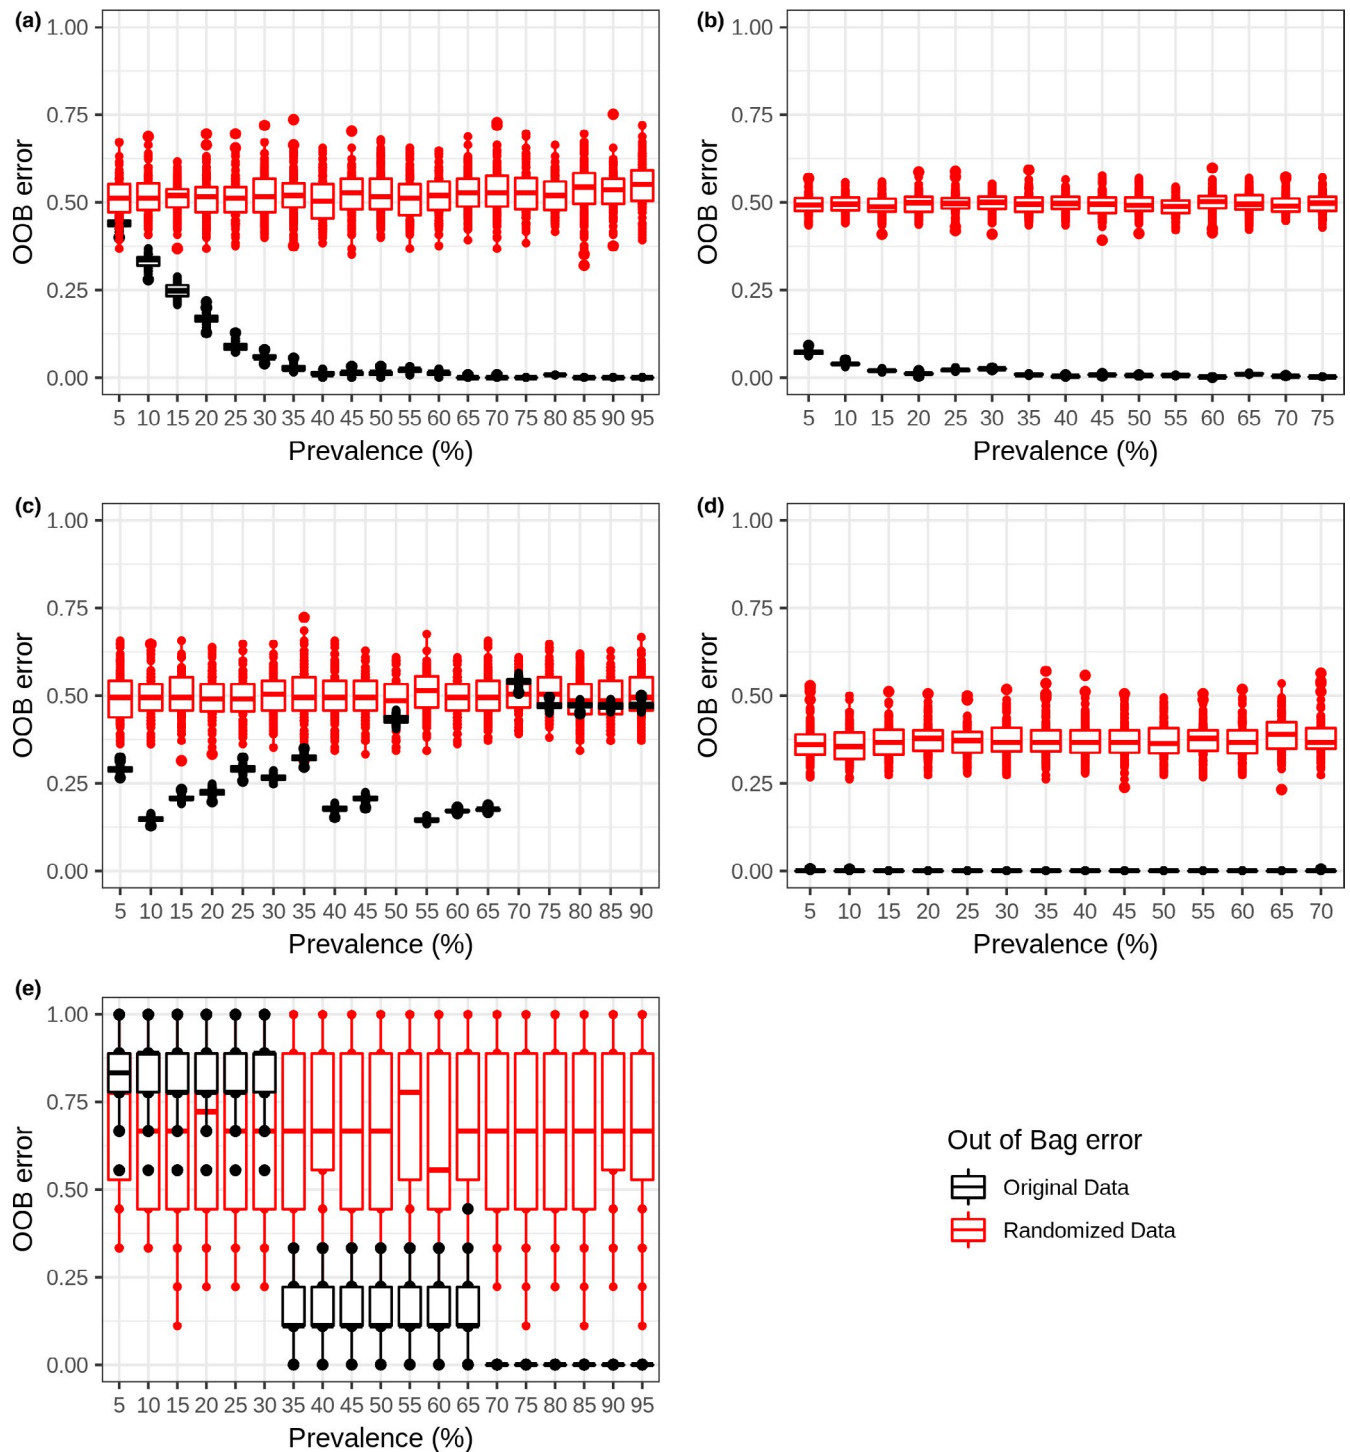 (a)
1.00
0.75
0.50
0.25
0.00
OOB error
5 10 15 20 25 30 35 40 45 50 55 60 65 70 75 80 85 90 95
Prevalence (%)
(b)
1.00
0.75
0.50
0.25
0.00
OOB error
5 10 15 20 25 30 35 40 45 50 55 60 65 70 75
Prevalence (%)
(c)
1.00
0.75
0.50
0.25
0.00
OOB error
5 10 15 20 25 30 35 40 45 50 55 60 65 70 75 80 85 90
Prevalence (%)
(d)
1.00
0.75
0.50
0.25
0.00
OOB error
5 10 15 20 25 30 35 40 45 50 55 60 65 70
Prevalence (%)
(e)
1.00
0.75
0.50
0.25
0.00
OOB error
5 10 15 20 25 30 35 40 45 50 55 60 65 70 75 80 85 90 95
Prevalence (%)
Out of Bag error
Original Data
Randomized Data